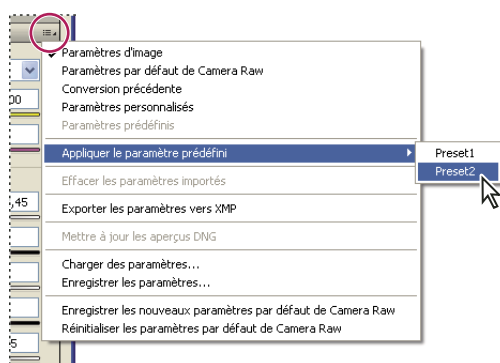 Paramètres d'image
Paramètres par défaut de Camera Raw
Conversion précédente
Paramètres personnalisés
Paramètres prédéfinis
Appliquer le paramètre prédéfini
Preset1
Preset2
Effacer les paramètres importés
Exporter les paramètres vers XMP
Mettre à jour les aperçus DNG
Charger des paramètres...
Enregistrer les paramètres...
Enregistrer les nouveaux paramètres par défaut de Camera Raw
Réinitialiser les paramètres par défaut de Camera Raw
00
,45
5